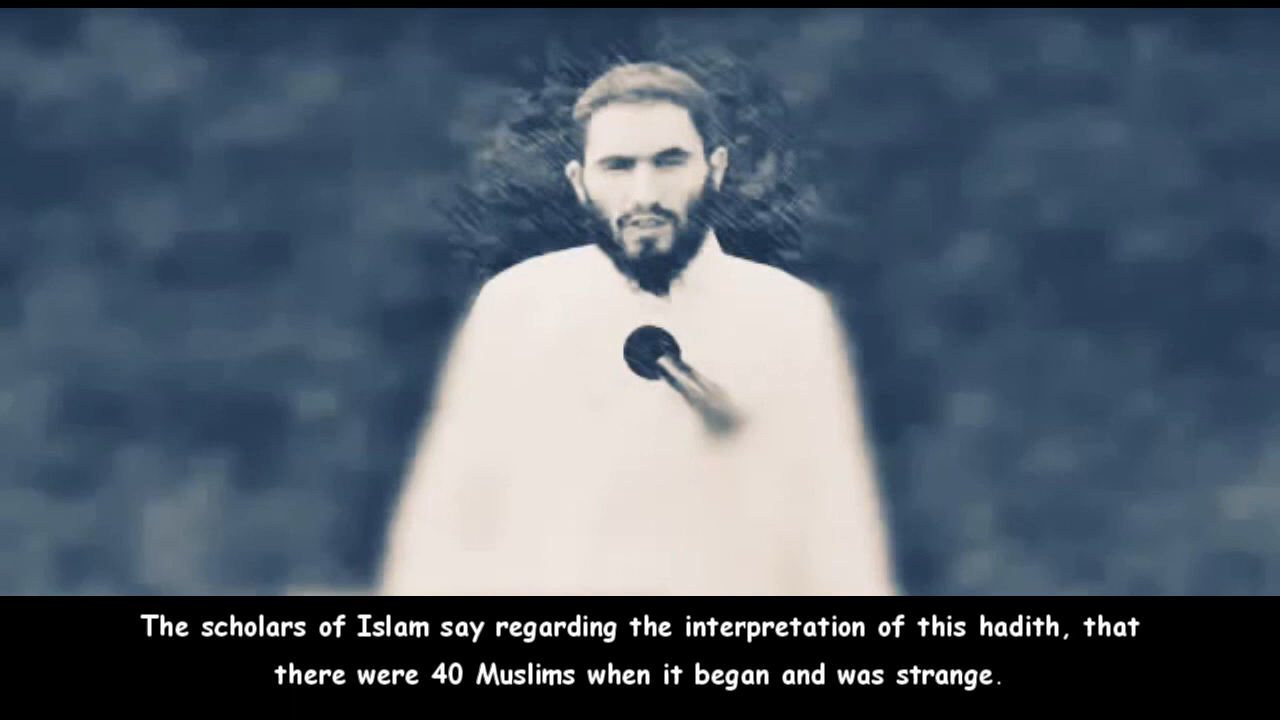 The scholars of Islam say regarding the interpretation of this hadith, that
there were 40 Muslims when it began and was strange.